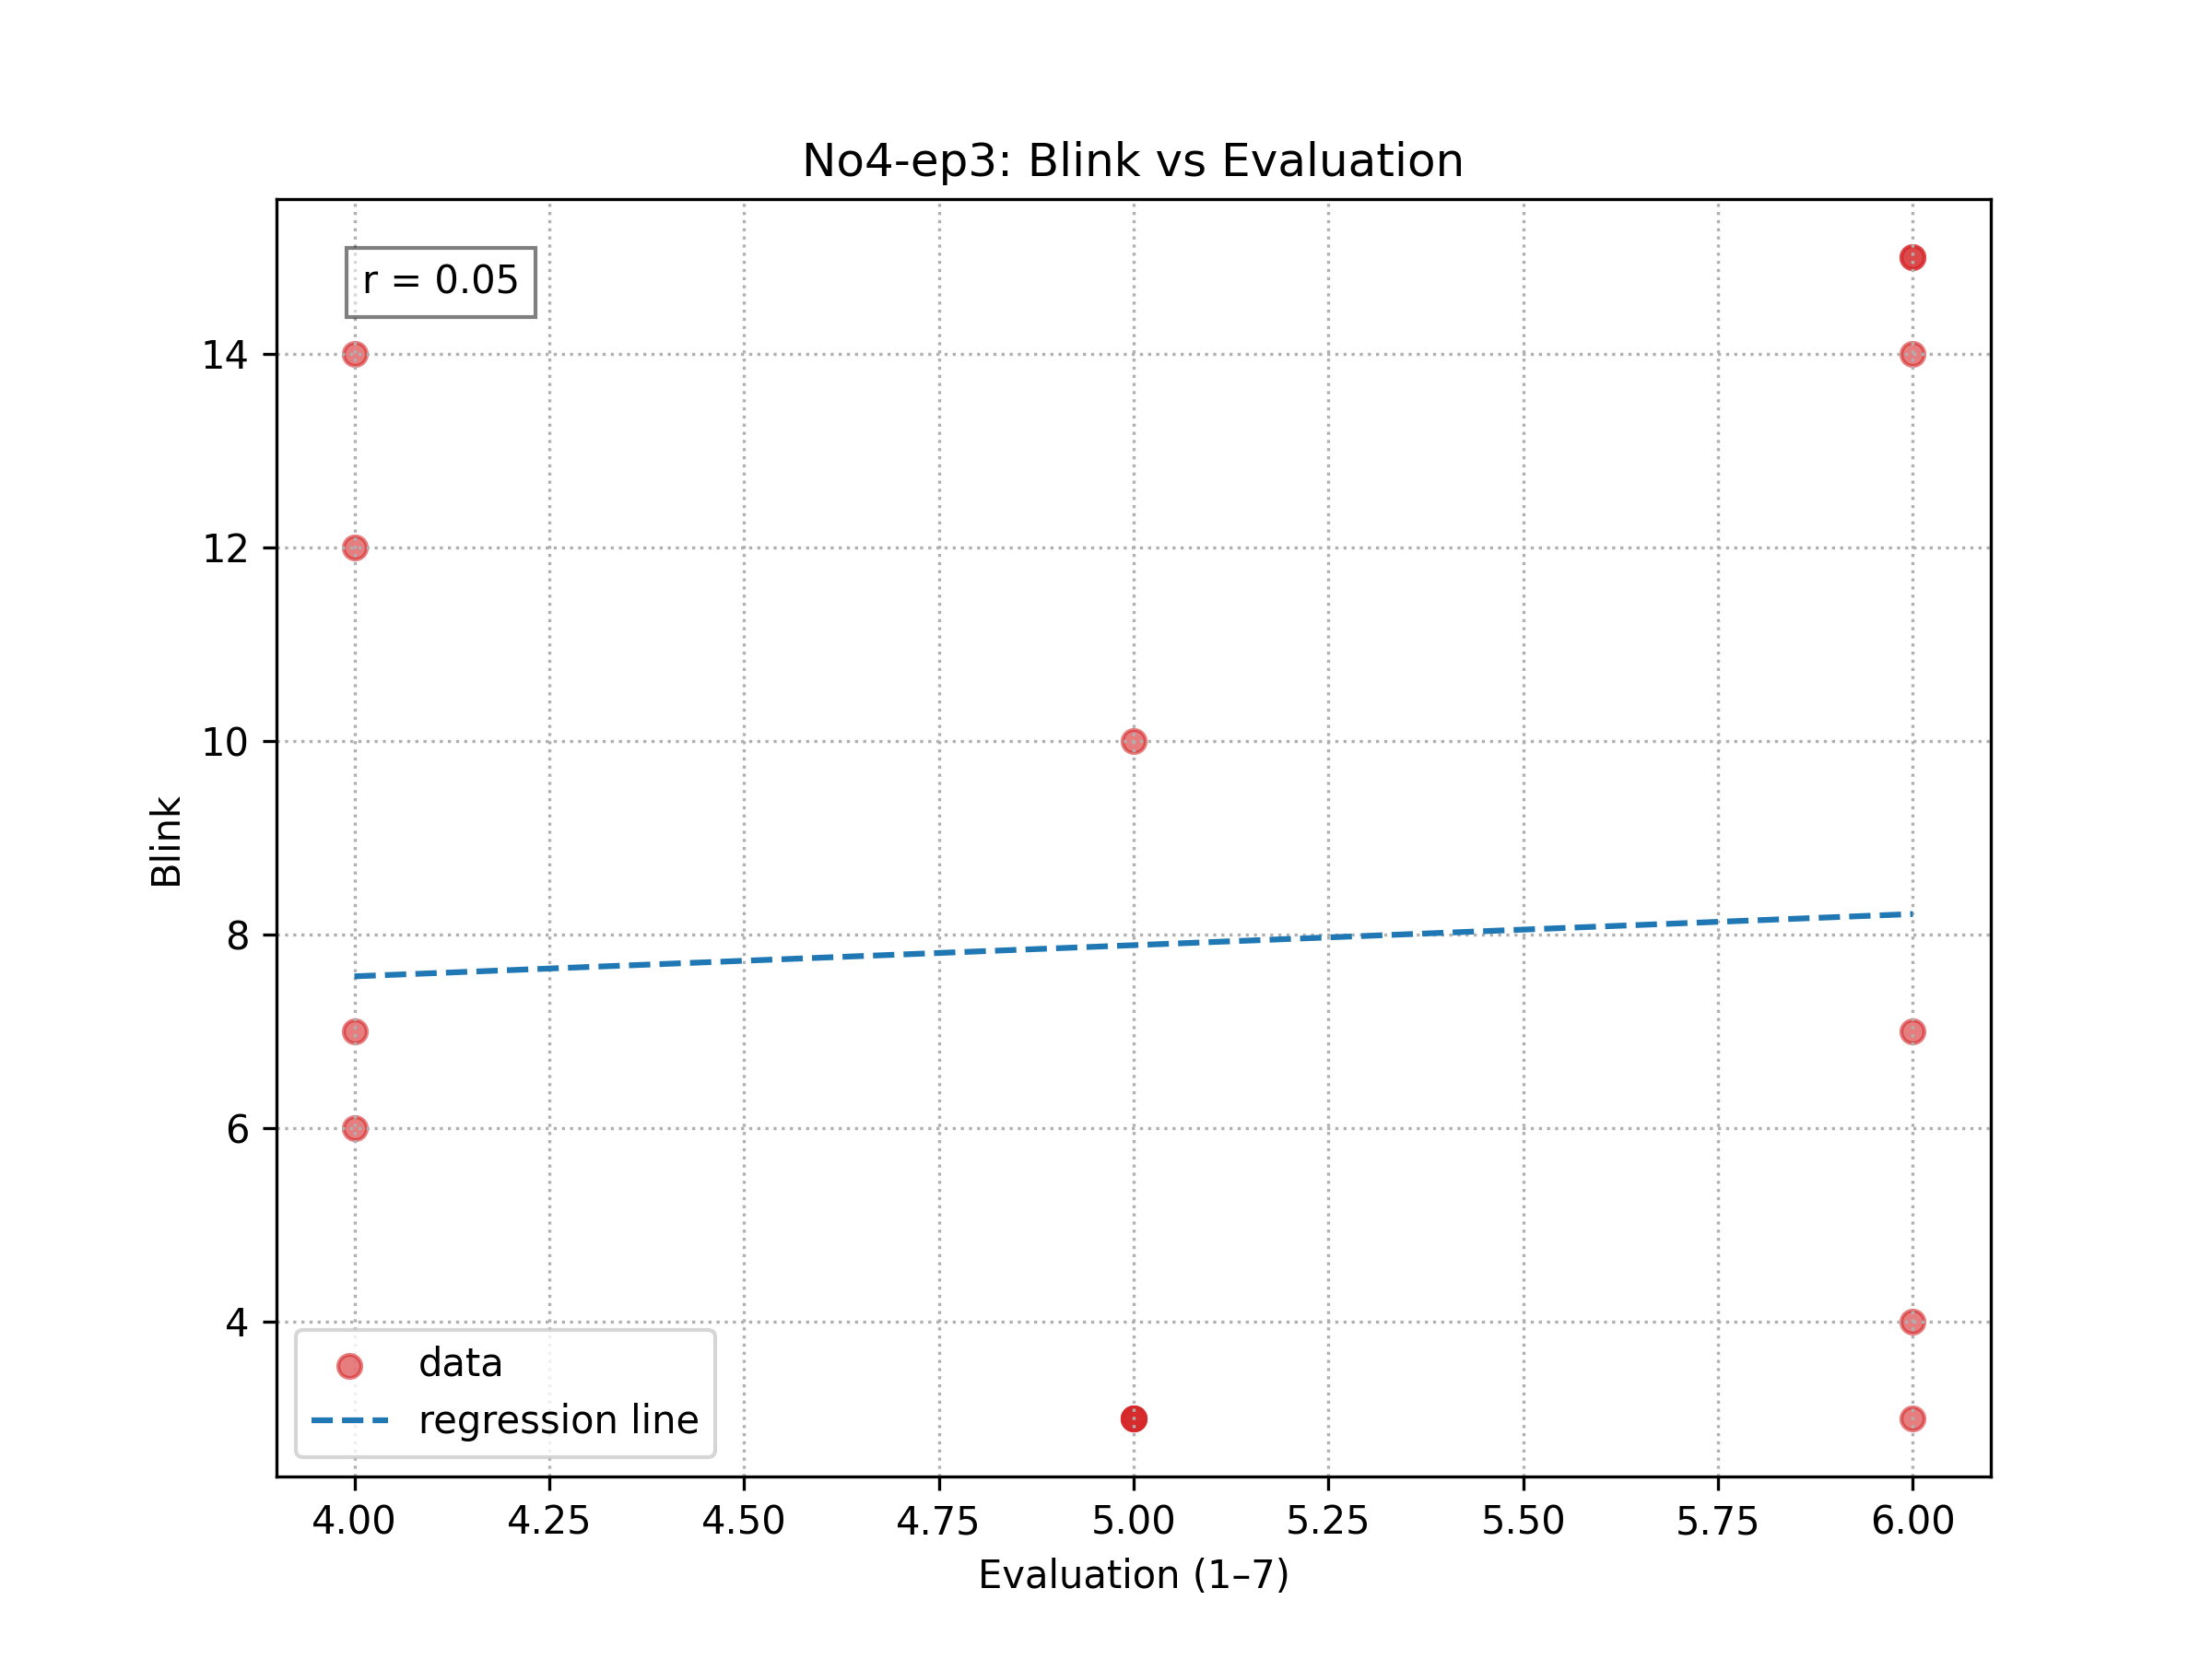 No4-ep3: Blink vs Evaluation
r = 0.05
14
12
10
8
6
4
Blink
data
regression line
4.00 4.25 4.50 4.75 5.00 5.25 5.50 5.75 6.00
Evaluation (1–7)